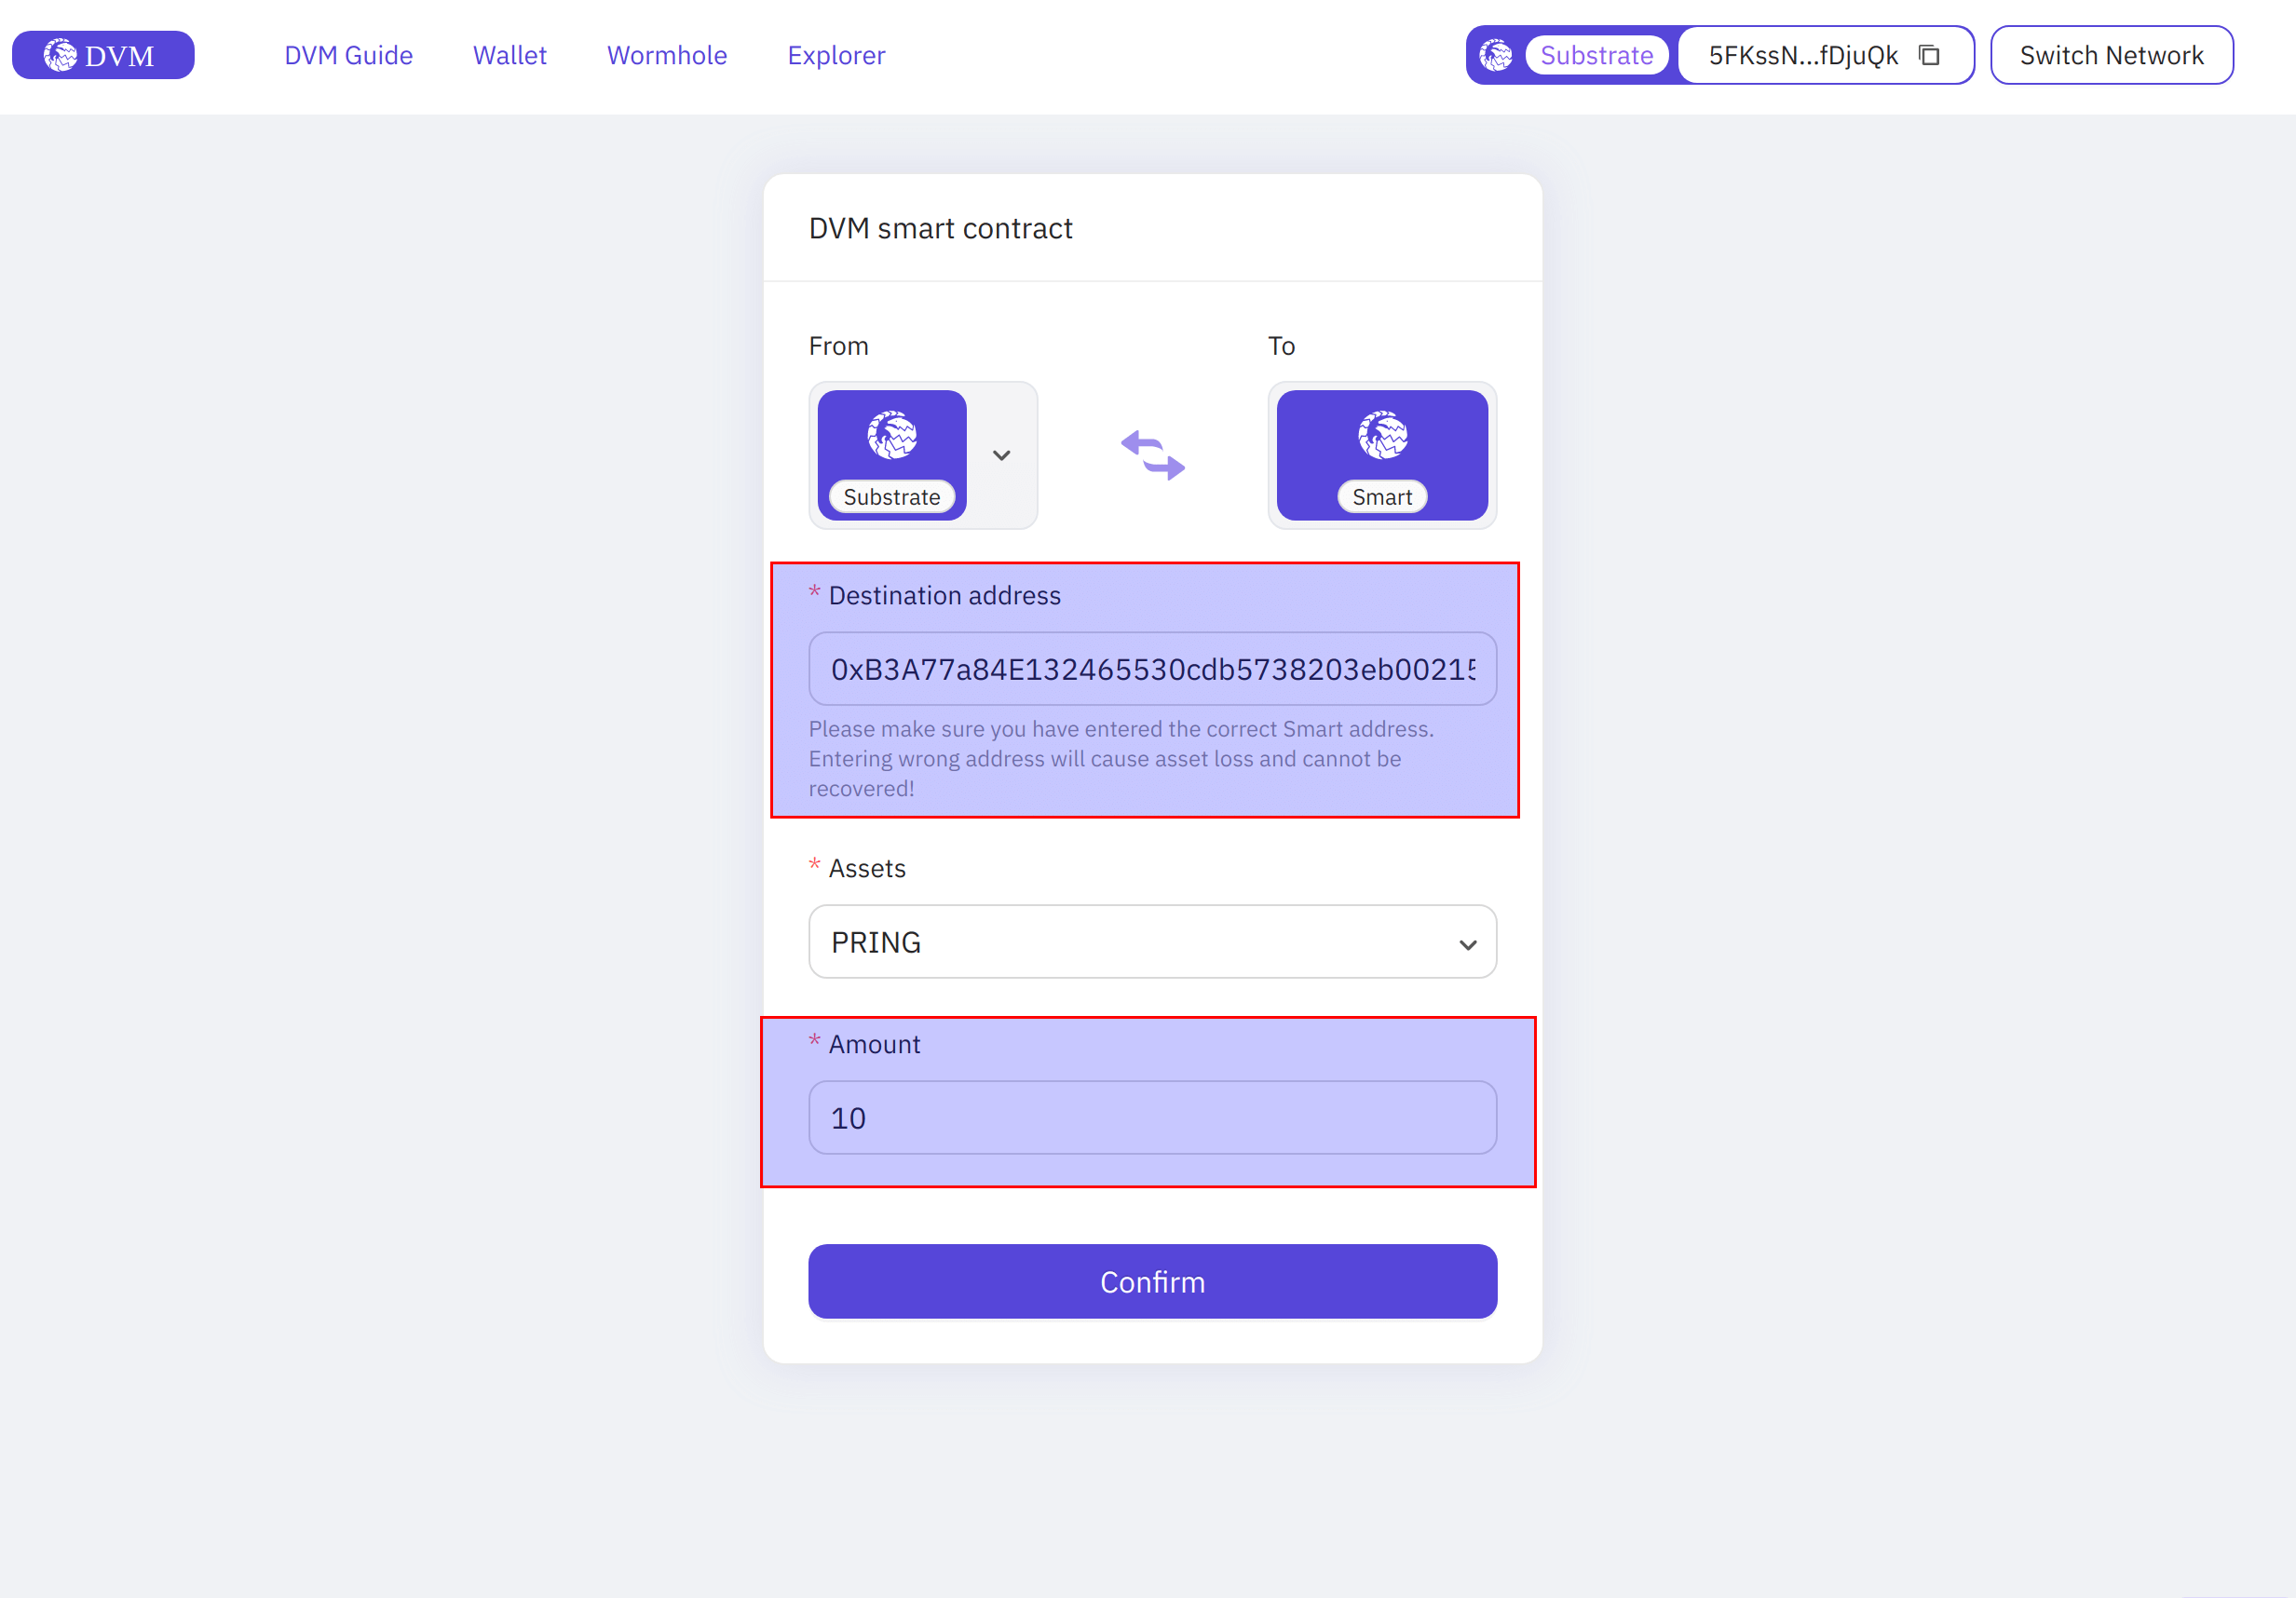 DVM
DVM Guide
Wallet
Wormhole
Explorer
Substrate
5FKssN...fDjuQk
Switch Network
DVM smart contract
From
To
Substrate
Smart
* Destination address
0xB3A77a84E132465530cdb5738203eb00215
Please make sure you have entered the correct Smart address.
Entering wrong address will cause asset loss and cannot be
recovered!
* Assets
PRING
* Amount
10
Confirm